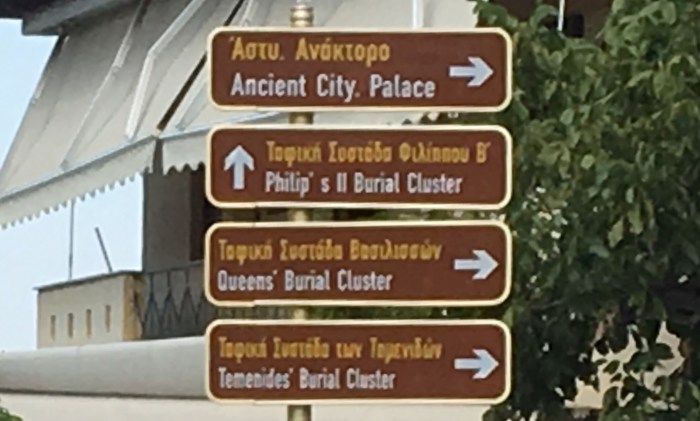 Άστυ. Ανάκτορο
Ancient City. Palace
Ταφική Συστάδα Φιλίππου Β'
Philip' s II Burial Cluster
Ταφική Συστάδα Βασιλισσών
Queens' Burial Cluster
Ταφική Συστάδα των Τημενιδών
Temenides' Burial Cluster